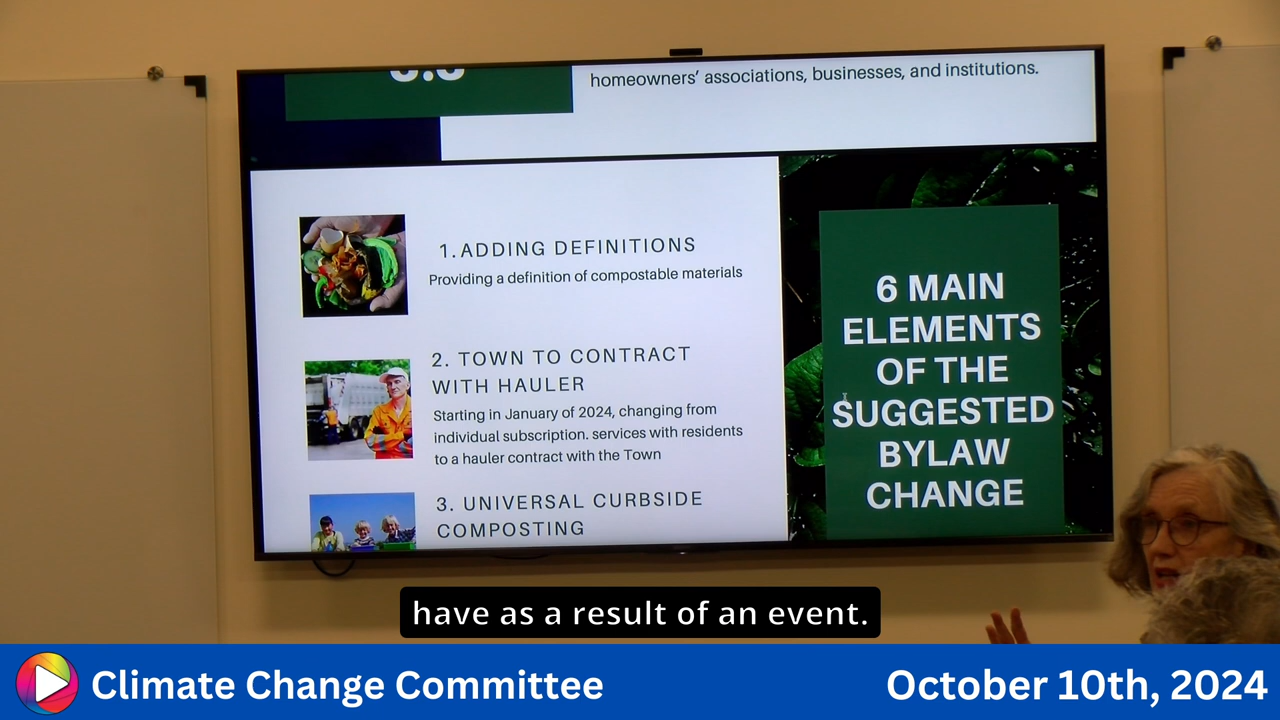 homeowners' associations, businesses, and institutions.
1. ADDING DEFINITIONS
Providing a definition of compostable materials
2. TOWN TO CONTRACT
WITH HAULER
Starting in January of 2024, changing from
individual subscription. services with residents
to a hauler contract with the Town
3. UNIVERSAL CURBSIDE
COMPOSTING
6 MAIN
ELEMENTS
OF THE
SUGGESTED
BYLAW
CHANGE
have as a result of an event.
Climate Change Committee
October 10th, 2024